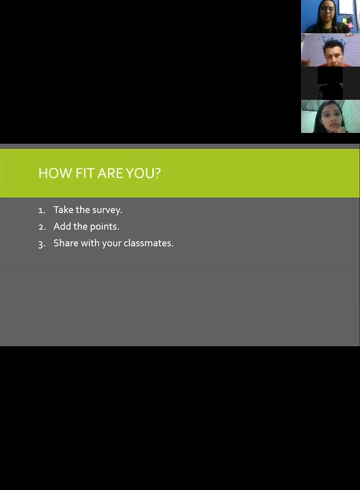 HOW FIT ARE YOU?
1. Take the survey.
2. Add the points.
3. Share with your classmates.